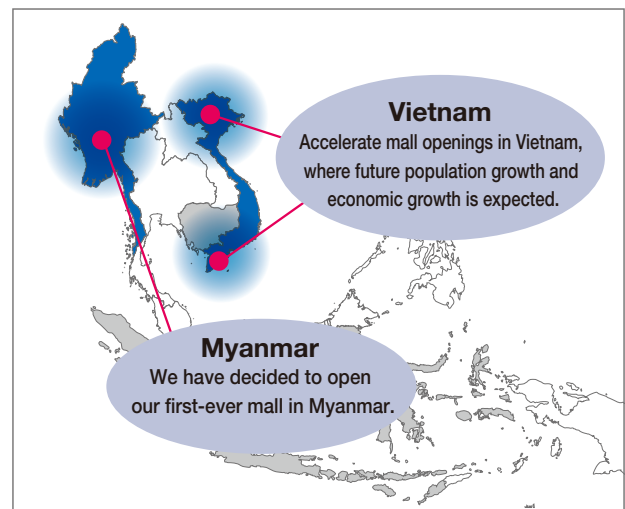 Vietnam
Accelerate mall openings in Vietnam,
where future population growth and
economic growth is expected.
Myanmar
We have decided to open
our first-ever mall in Myanmar.